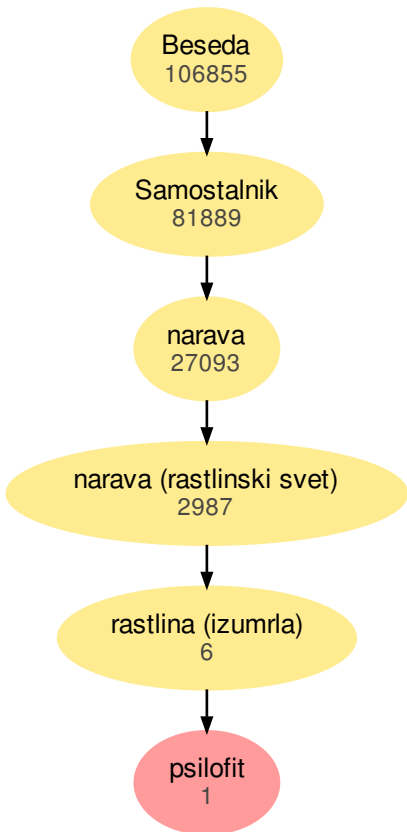 Beseda
106855
Samostalnik
81889
narava
27093
narava (rastlinski svet)
2987
rastlina (izumrla)
6
psilofit
1